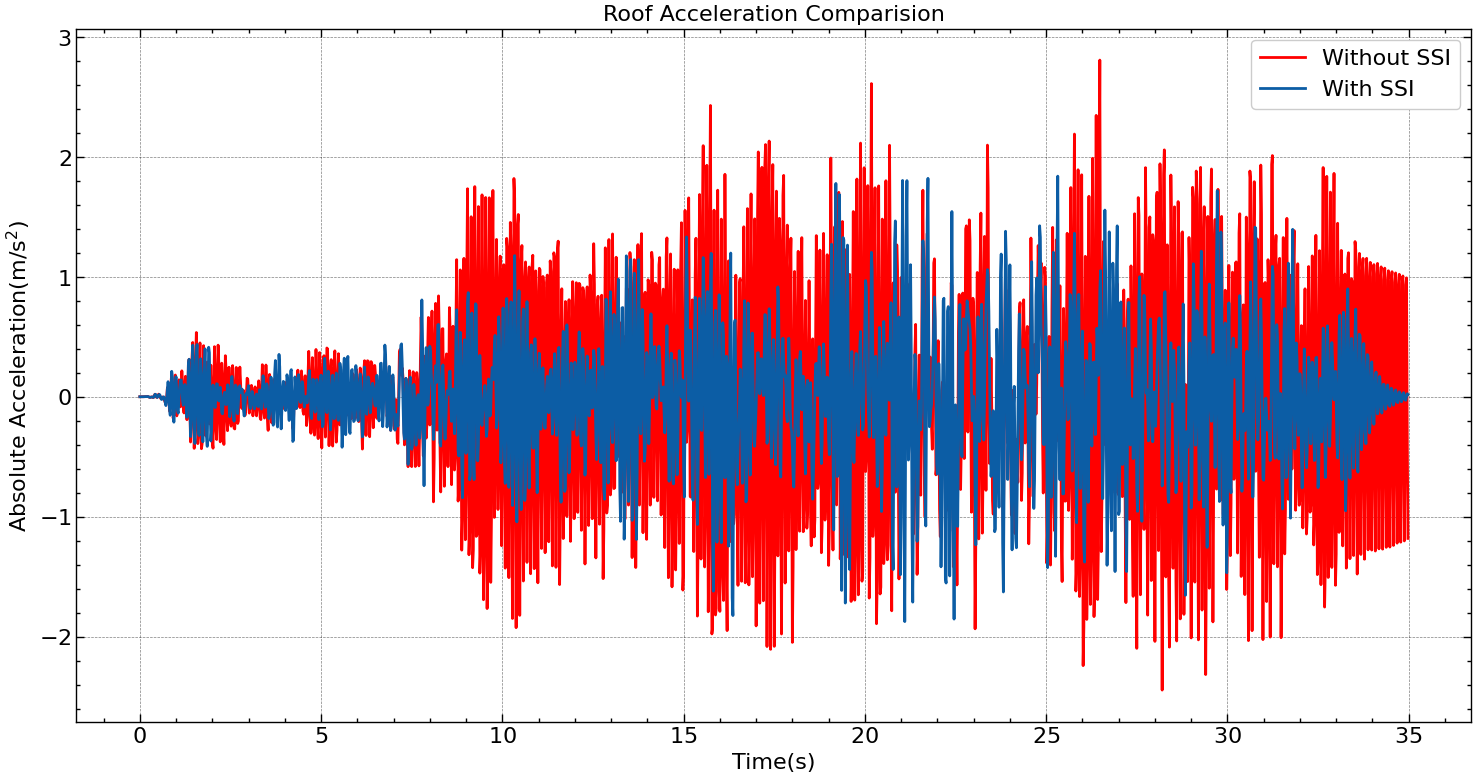 Roof Acceleration Comparision
Without SSI
With SSI
Absolute Acceleration(m/s²)
3
2
1
0
−1
−2
0 5 10 15 20 25 30 35
Time(s)